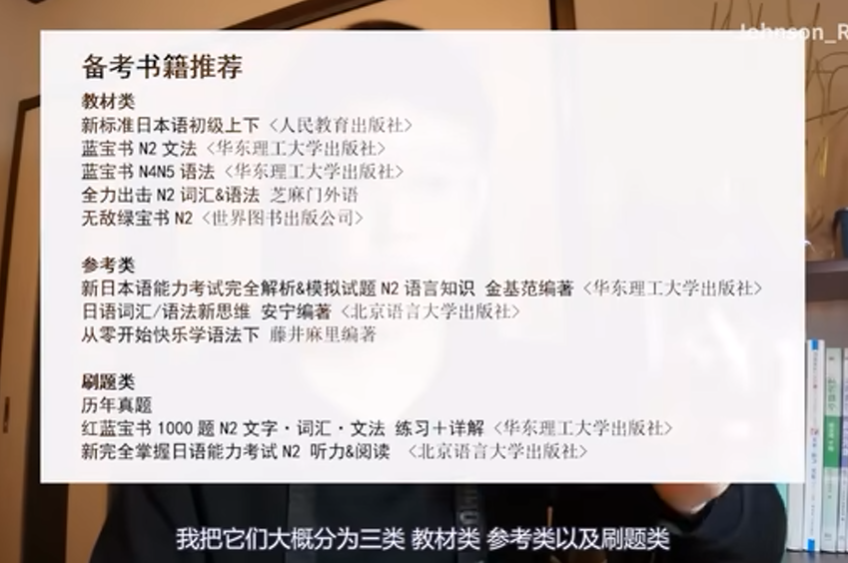 Johnson_R
备考书籍推荐
教材类
新标准日本语初级上下 <人民教育出版社>
蓝宝书 N2 文法 <华东理工大学出版社>
蓝宝书 N4N5 语法 <华东理工大学出版社>
全力出击 N2 词汇&语法 芝麻门外语
无敌绿宝书 N2 <世界图书出版公司>
参考类
新日本语能力考试完全解析&模拟试题 N2 语言知识 金基范编著 <华东理工大学出版社>
日语词汇/语法新思维 安宁编著 <北京语言大学出版社>
从零开始快乐学语法下 藤井麻里编著
刷题类
历年真题
红蓝宝书 1000 题 N2 文字·词汇·文法 练习+详解 <华东理工大学出版社>
新完全掌握日语能力考试 N2 听力&阅读 <北京语言大学出版社>
我把它们大概分为三类 教材类 参考类以及刷题类